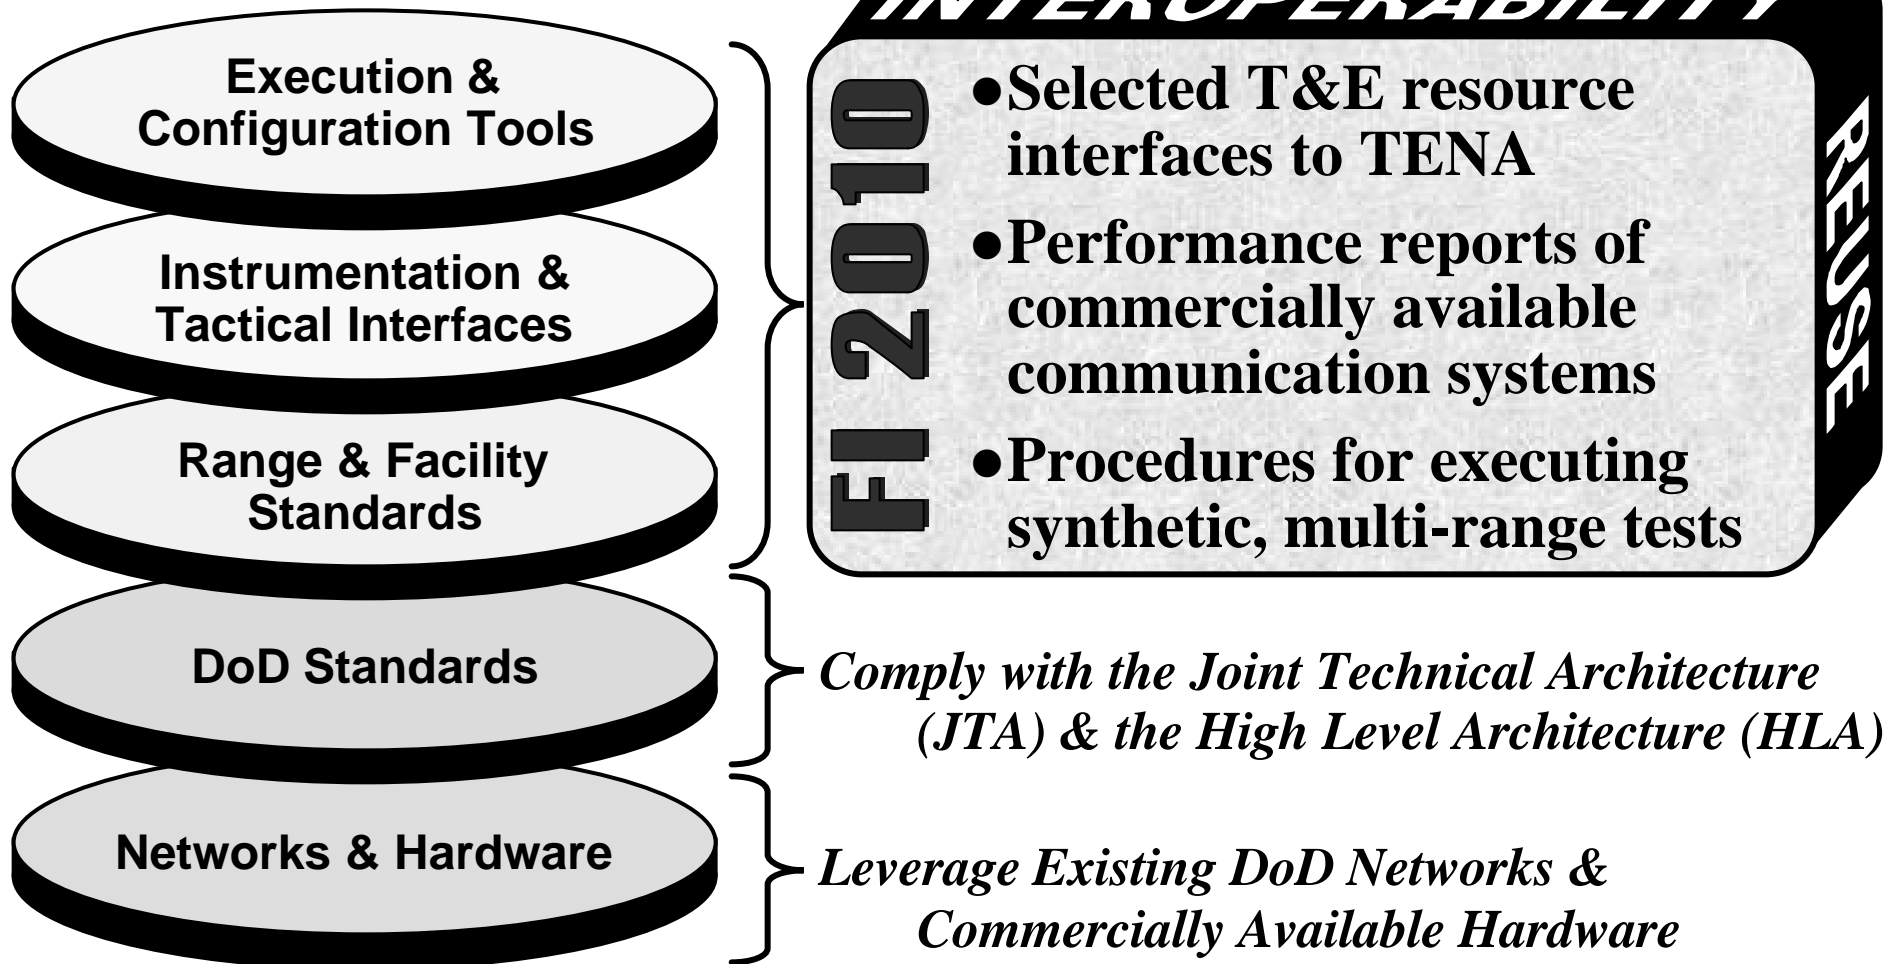 Execution &
Configuration Tools
Instrumentation &
Tactical Interfaces
Range & Facility
Standards
DoD Standards
Networks & Hardware
INTEROPERABILITY
REUSE
FI 2010
●Selected T&E resource
interfaces to TENA
●Performance reports of
commercially available
communication systems
●Procedures for executing
synthetic, multi-range tests
Comply with the Joint Technical Architecture
(JTA) & the High Level Architecture (HLA)
Leverage Existing DoD Networks &
Commercially Available Hardware